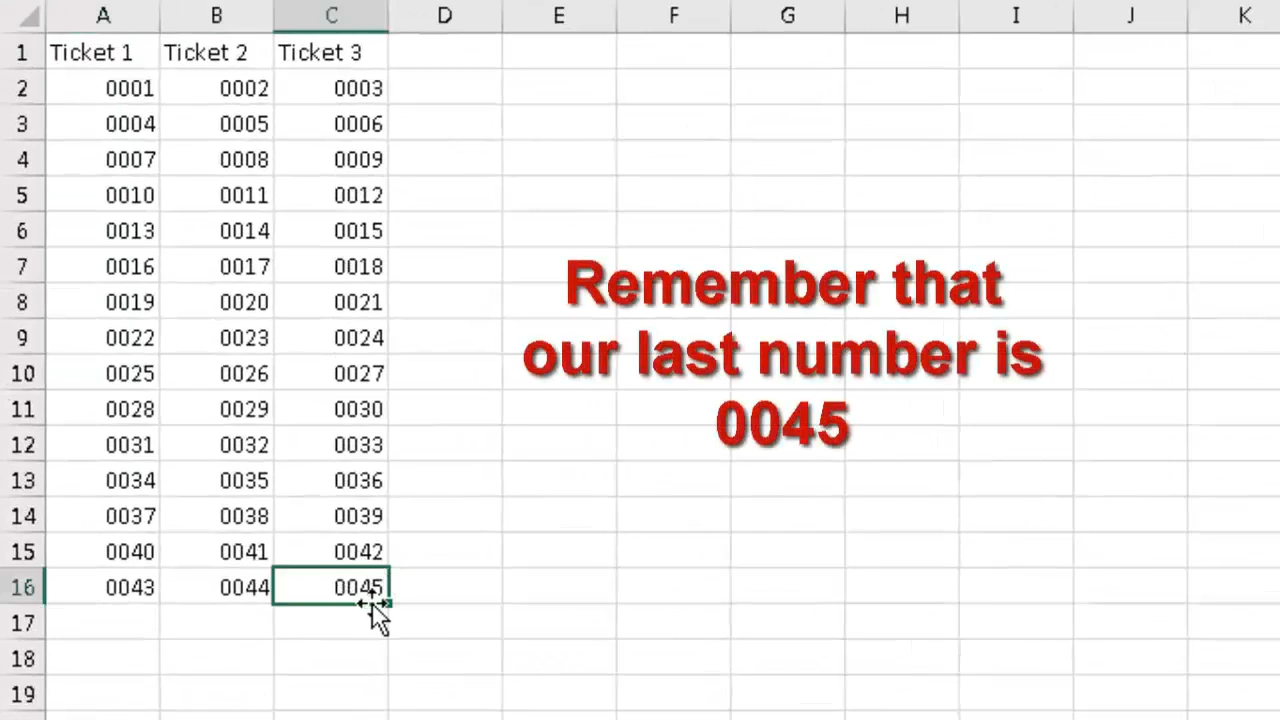 A B C D E F G H I J K
1 Ticket 1 Ticket 2 Ticket 3
2 0001 0002 0003
3 0004 0005 0006
4 0007 0008 0009
5 0010 0011 0012
6 0013 0014 0015
7 0016 0017 0018
8 0019 0020 0021
9 0022 0023 0024
10 0025 0026 0027
11 0028 0029 0030
12 0031 0032 0033
13 0034 0035 0036
14 0037 0038 0039
15 0040 0041 0042
16 0043 0044 0045
17
18
19
Remember that
our last number is
0045